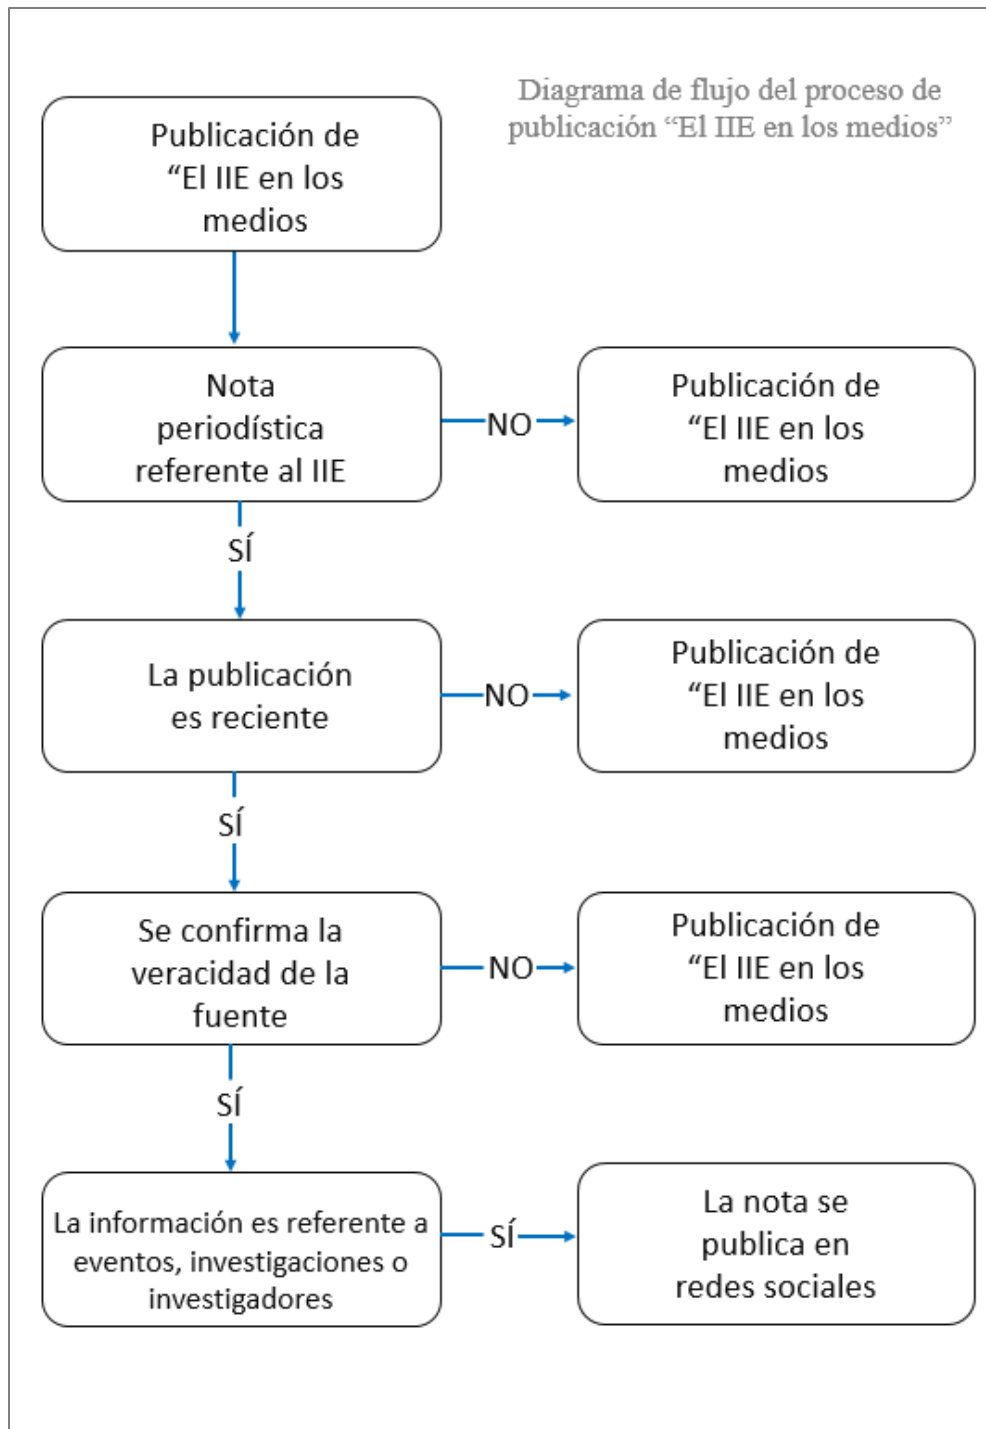 Diagrama de flujo del proceso de
publicación “El IIE en los medios”
Publicación de
“El IIE en los
medios
Nota
periodística
referente al IIE
NO
Publicación de
“El IIE en los
medios
SÍ
La publicación
es reciente
NO
Publicación de
“El IIE en los
medios
SÍ
Se confirma la
veracidad de la
fuente
NO
Publicación de
“El IIE en los
medios
SÍ
La información es referente a
eventos, investigaciones o
investigadores
SÍ
La nota se
publica en
redes sociales